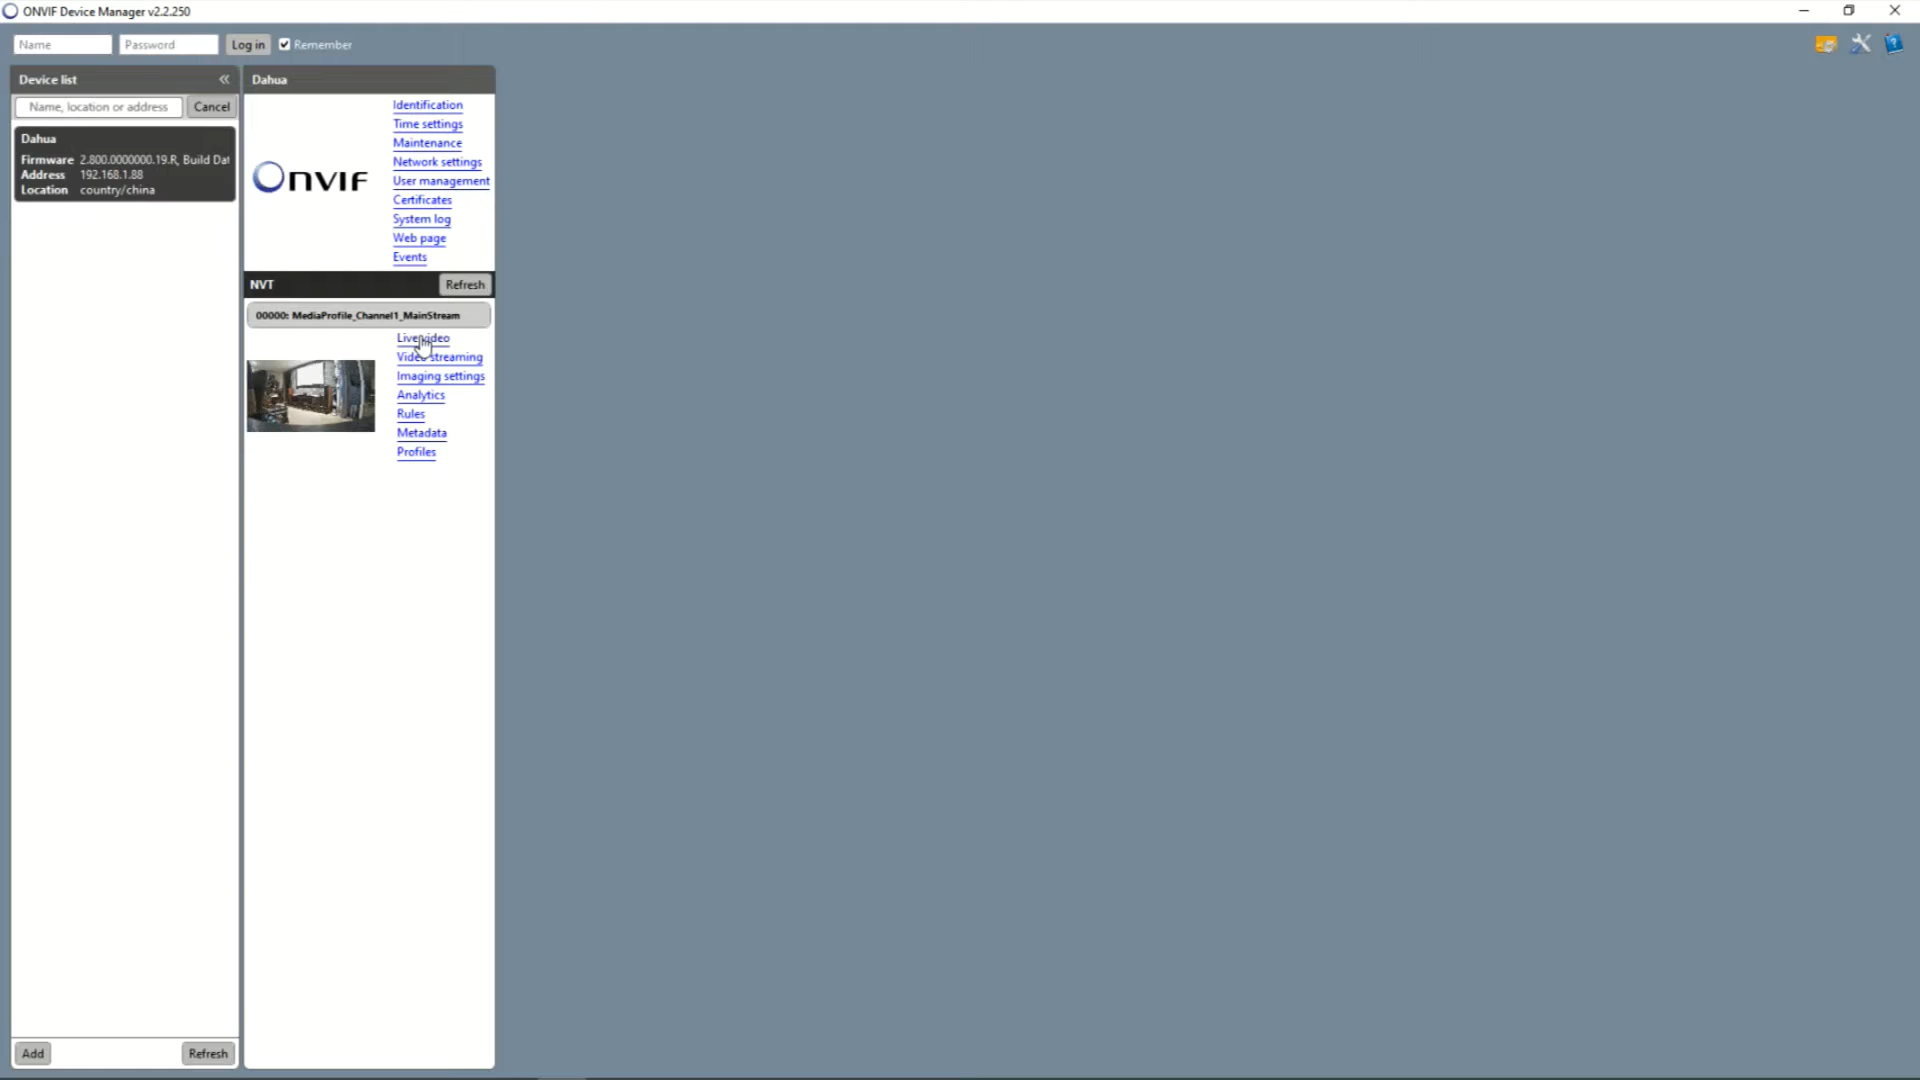 ONVIF Device Manager v2.2.250
Name Password Log in Remember
Device list
Name, location or address Cancel
Dahua
Firmware 2.800.0000000.19.R, Build Dat
Address 192.168.1.88
Location country/china
Add Refresh
Dahua
ONVIF
Identification
Time settings
Maintenance
Network settings
User management
Certificates
System log
Web page
Events
NVT Refresh
00000: MediaProfile_Channel1_MainStream
Live video
Video streaming
Imaging settings
Analytics
Rules
Metadata
Profiles